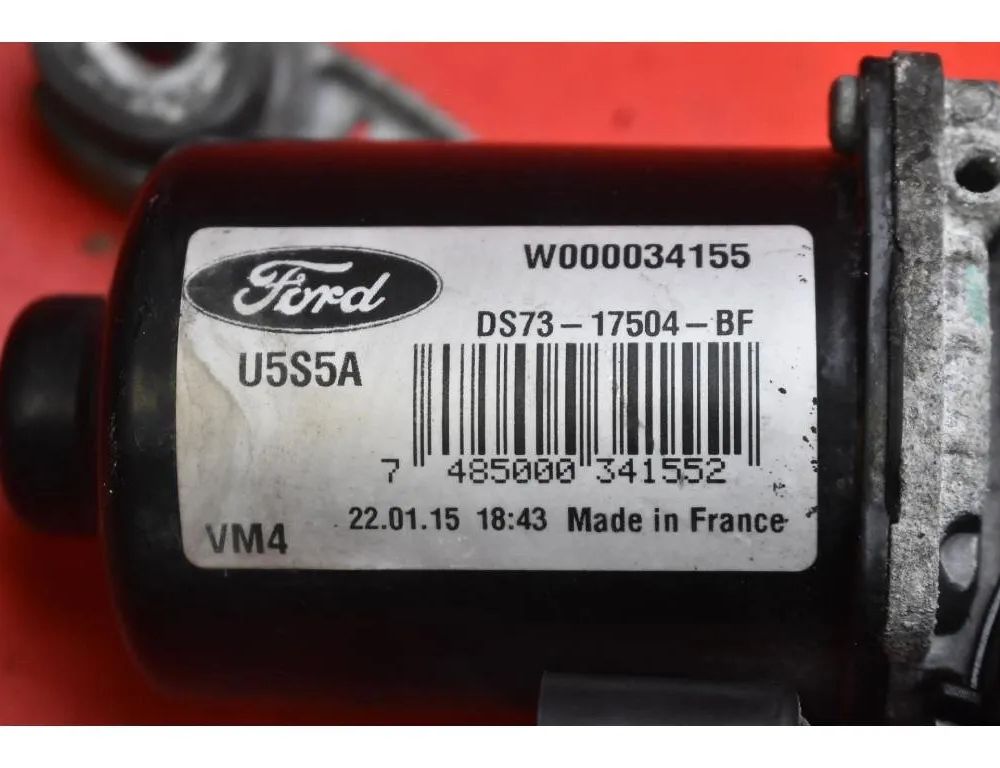 Ford
W000034155
DS73-17504-BF
U5S5A
7 485000 341552
22.01.15 18:43 Made in France
VM4